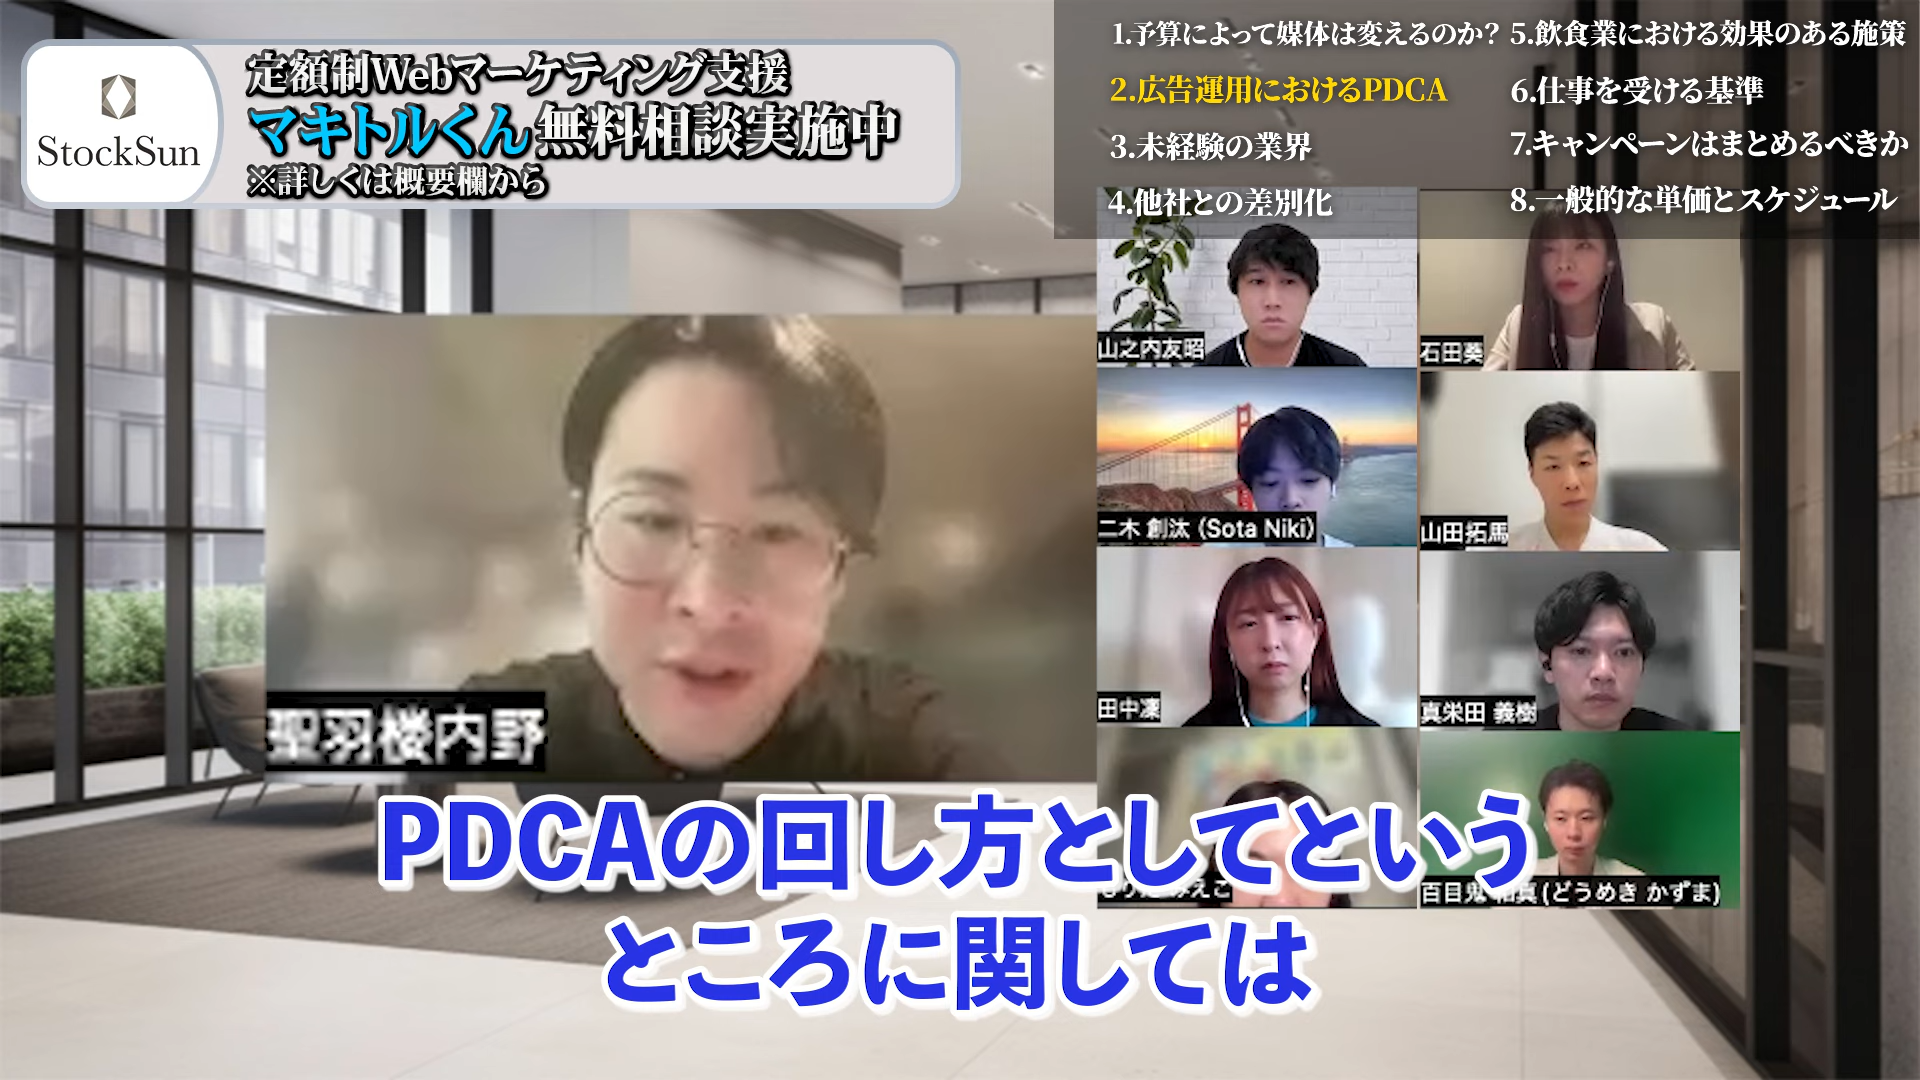 StockSun
定額制Webマーケティング支援
マキトルくん無料相談実施中
※詳しくは概要欄から
1.予算によって媒体は変えるのか?
2.広告運用におけるPDCA
3.未経験の業界
4.他社との差別化
5.飲食業における効果のある施策
6.仕事を受ける基準
7.キャンペーンはまとめるべきか
8.一般的な単価とスケジュール
山之内友昭
石田葵
二木 創汰 (Sota Niki)
山田拓馬
田中凜
真栄田 義樹
百目鬼 和真 (どうめき かずま)
聖羽楼内野
PDCAの回し方としてという
ところに関しては